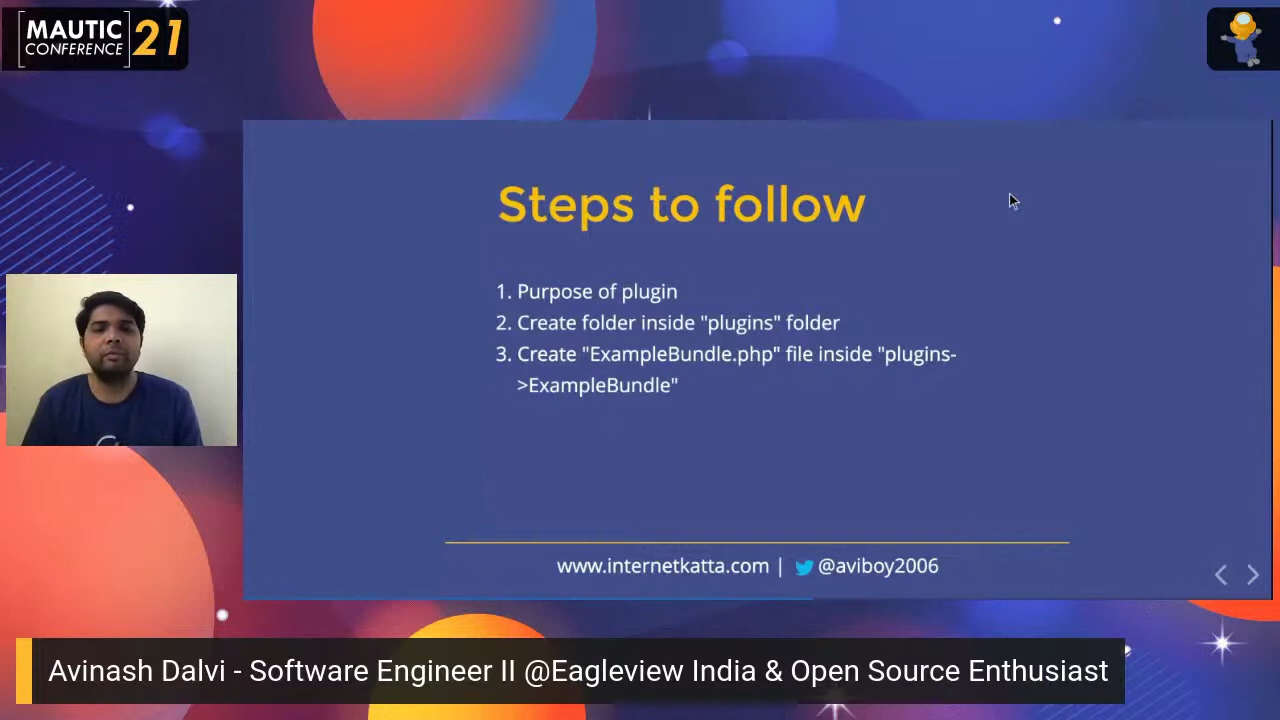 MAUTIC
CONFERENCE
21
Steps to follow
1. Purpose of plugin
2. Create folder inside "plugins" folder
3. Create "ExampleBundle.php" file inside "plugins-
>ExampleBundle"
www.internetkatta.com | @aviboy2006
Avinash Dalvi - Software Engineer II @Eagleview India & Open Source Enthusiast